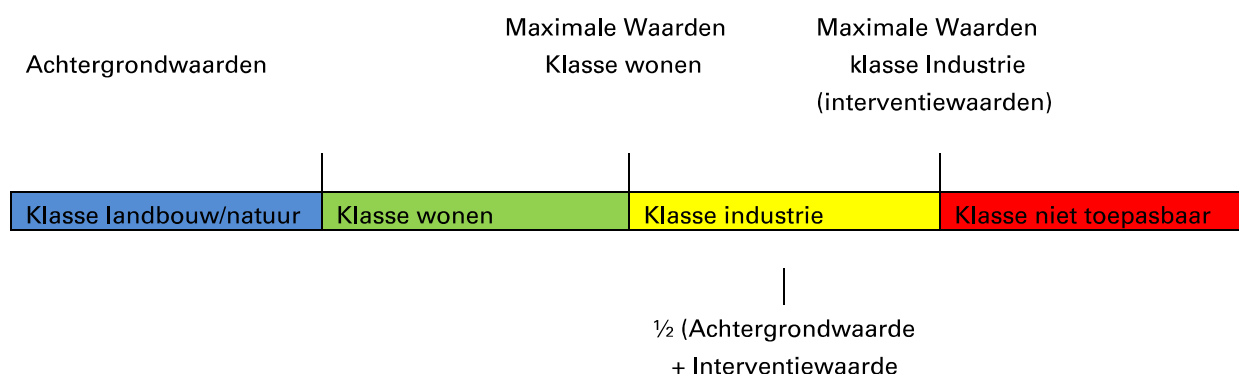 Maximale Waarden
Maximale Waarden
Achtergrondwaarden
Klasse wonen
klasse Industrie
(interventiewaarden)
Klasse landbouw/natuur
Klasse wonen
Klasse industrie
Klasse niet toepasbaar
½ (Achtergrondwaarde
+ Interventiewaarde